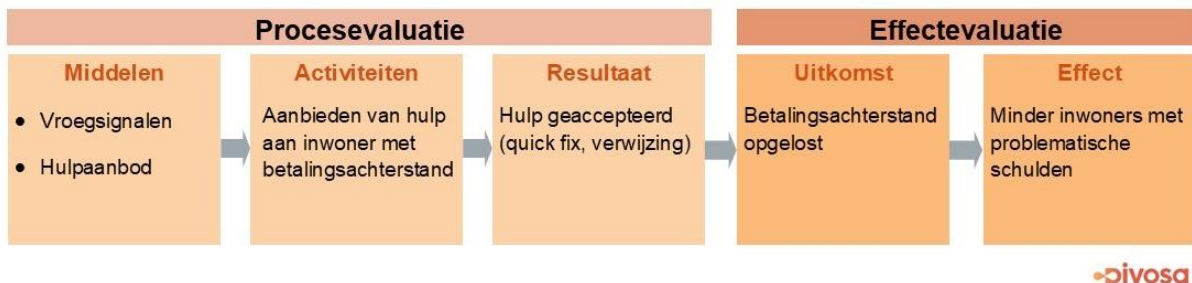 Procesevaluatie
Effectevaluatie
Middelen
• Vroegsignalen
• Hulpaanbod
Activiteiten
Aanbieden van hulp
aan inwoner met
betalingsachterstand
Resultaat
Hulp geaccepteerd
(quick fix, verwijzing)
Uitkomst
Betalingsachterstand
opgelost
Effect
Minder inwoners met
problematische
schulden
Divosa